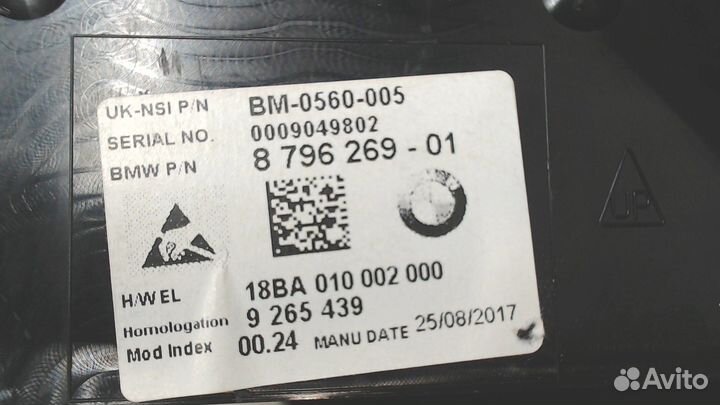 UK-NSI P/N BM-0560-005
SERIAL NO. 0009049802
BMW P/N 8 796 269 - 01
H/W EL 18BA 010 002 000
Homologation 9 265 439
Mod Index 00.24 MANU DATE 25/08/2017
UP
Avito